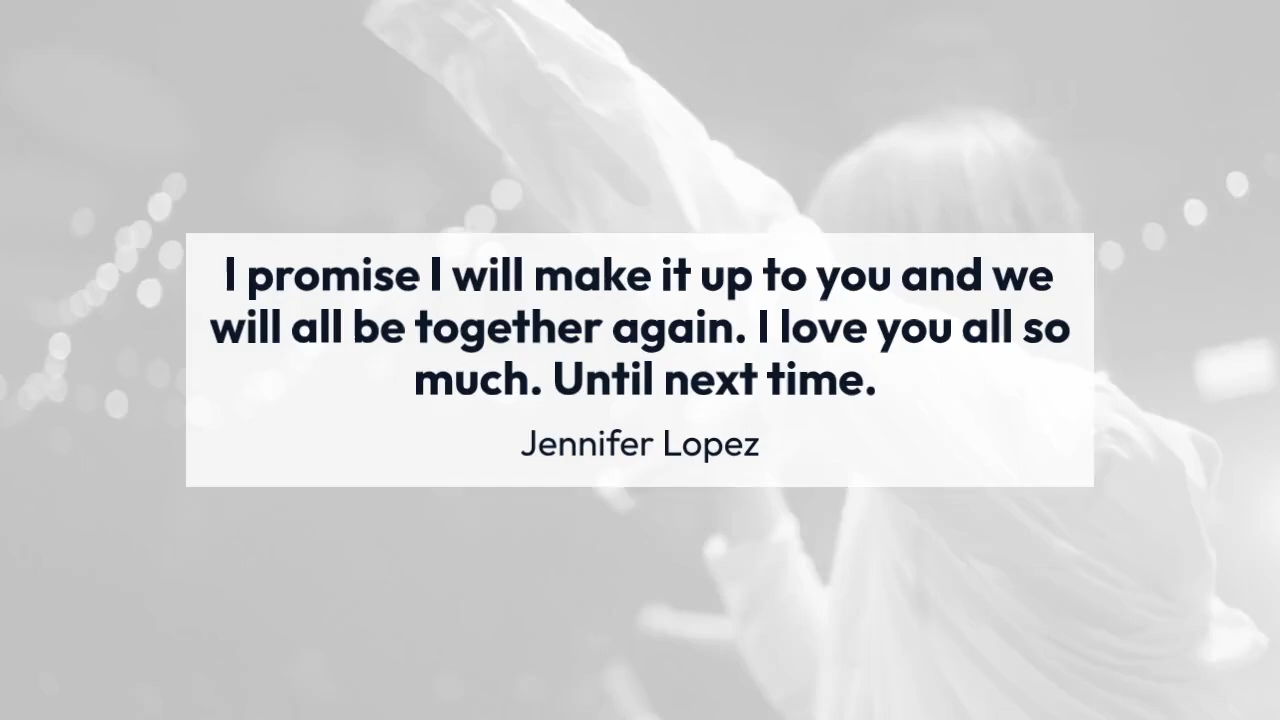 I promise I will make it up to you and we
will all be together again. I love you all so
much. Until next time.
Jennifer Lopez